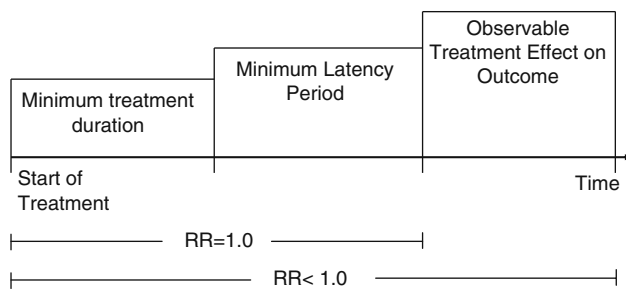 Minimum treatment
duration
Minimum Latency
Period
Observable
Treatment Effect on
Outcome
Start of
Treatment
Time
RR=1.0
RR< 1.0